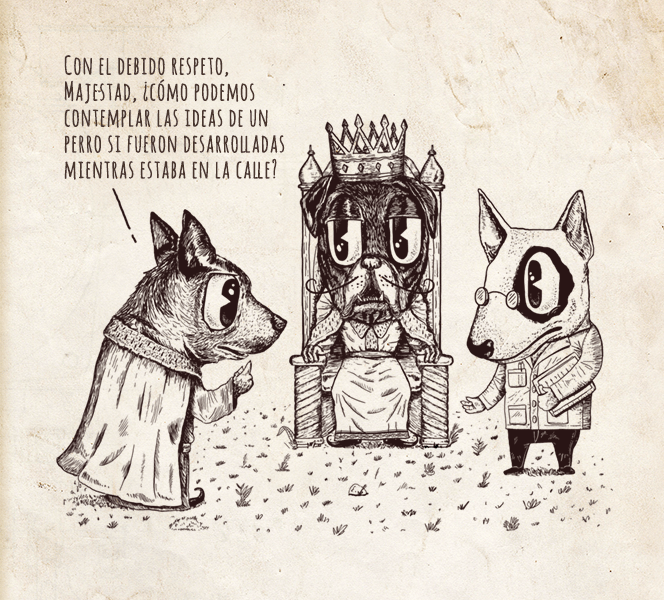 Con el debido respeto,
Majestad, ¿cómo podemos
contemplar las ideas de un
perro si fueron desarrolladas
mientras estaba en la calle?